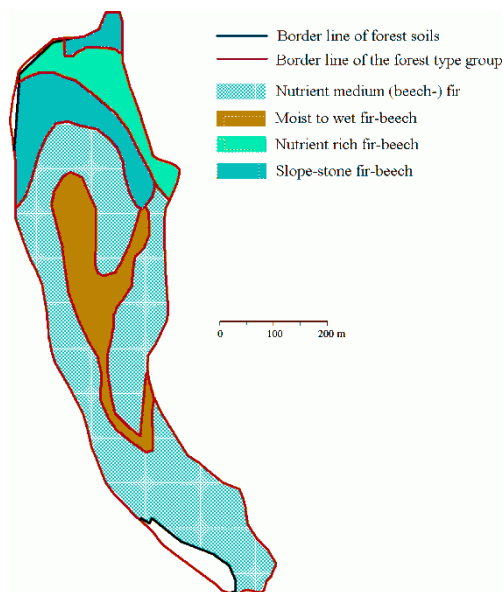 Border line of forest soils
Border line of the forest type group
Nutrient medium (beech-) fir
Moist to wet fir-beech
Nutrient rich fir-beech
Slope-stone fir-beech
0 100 200 m